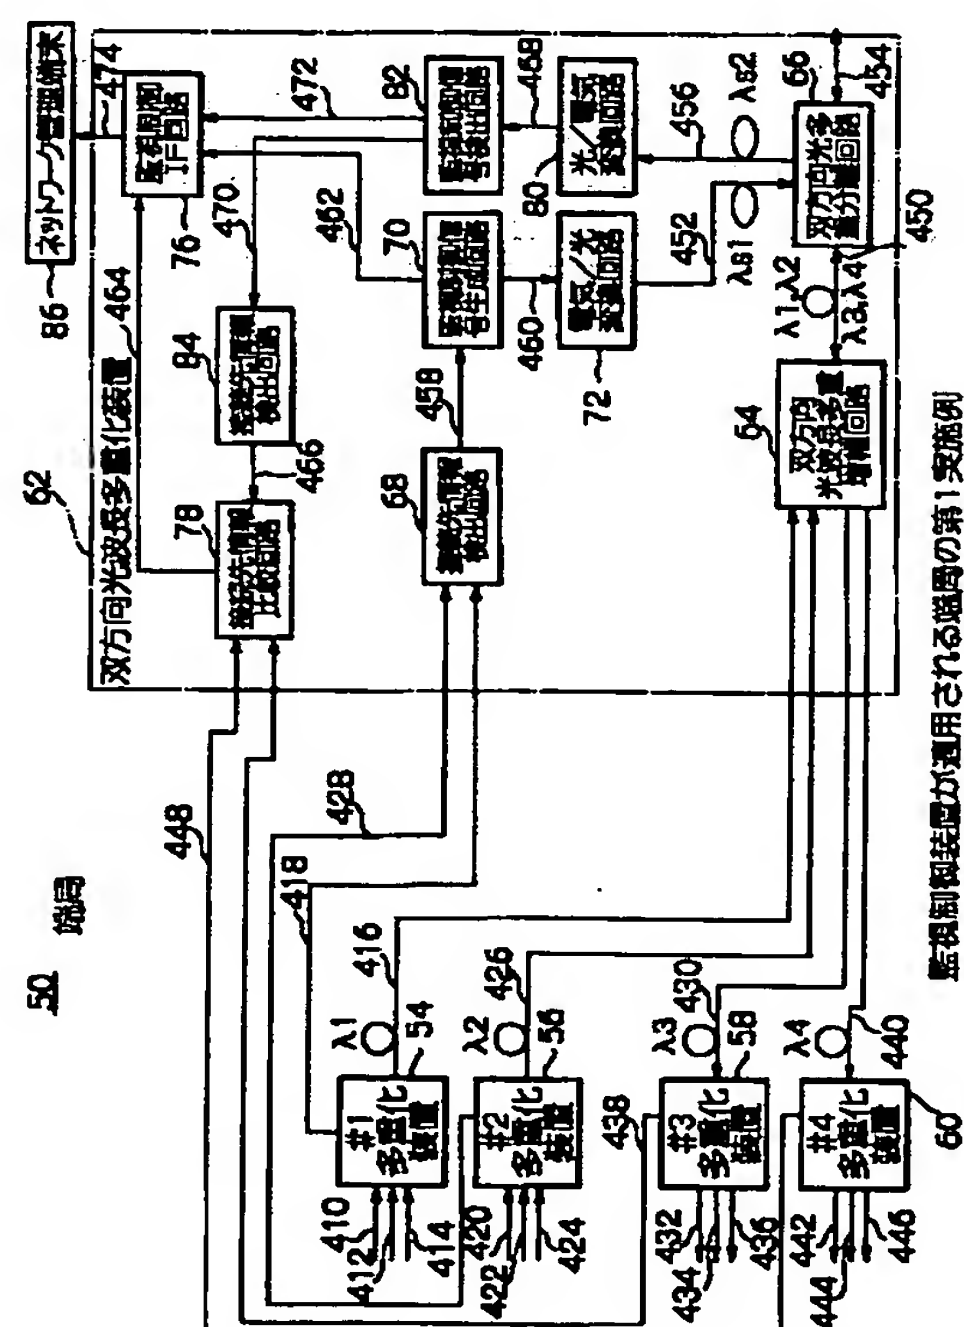 監視制御装置が適用される端局の第1実施例
50 端局
ネットワーク管理端末
86
双方向光波長多重化装置
62
474
監視制御
IF回路
76
464
472
470
462
接続先情報
検出回路
84
466
接続先情報
比較回路
78
監視制御信
号検出回路
82
監視制御信
号生成回路
70
458
接続先情報
検出回路
68
468
光/電気
変換回路
80
460
電気/光
変換回路
72
456
λs2
452
λs1
66
双方向光多
重分離回路
454
450
λ1,λ2
λ3,λ4
64
双方向
光波長多重
増幅回路
448
428
418
416
λ1
54
#1
多重化
装置
410
412
414
426
λ2
56
#2
多重化
装置
420
422
424
430
λ3
58
438
#3
多重化
装置
432
434
436
λ4
440
60
#4
多重化
装置
442
444
446